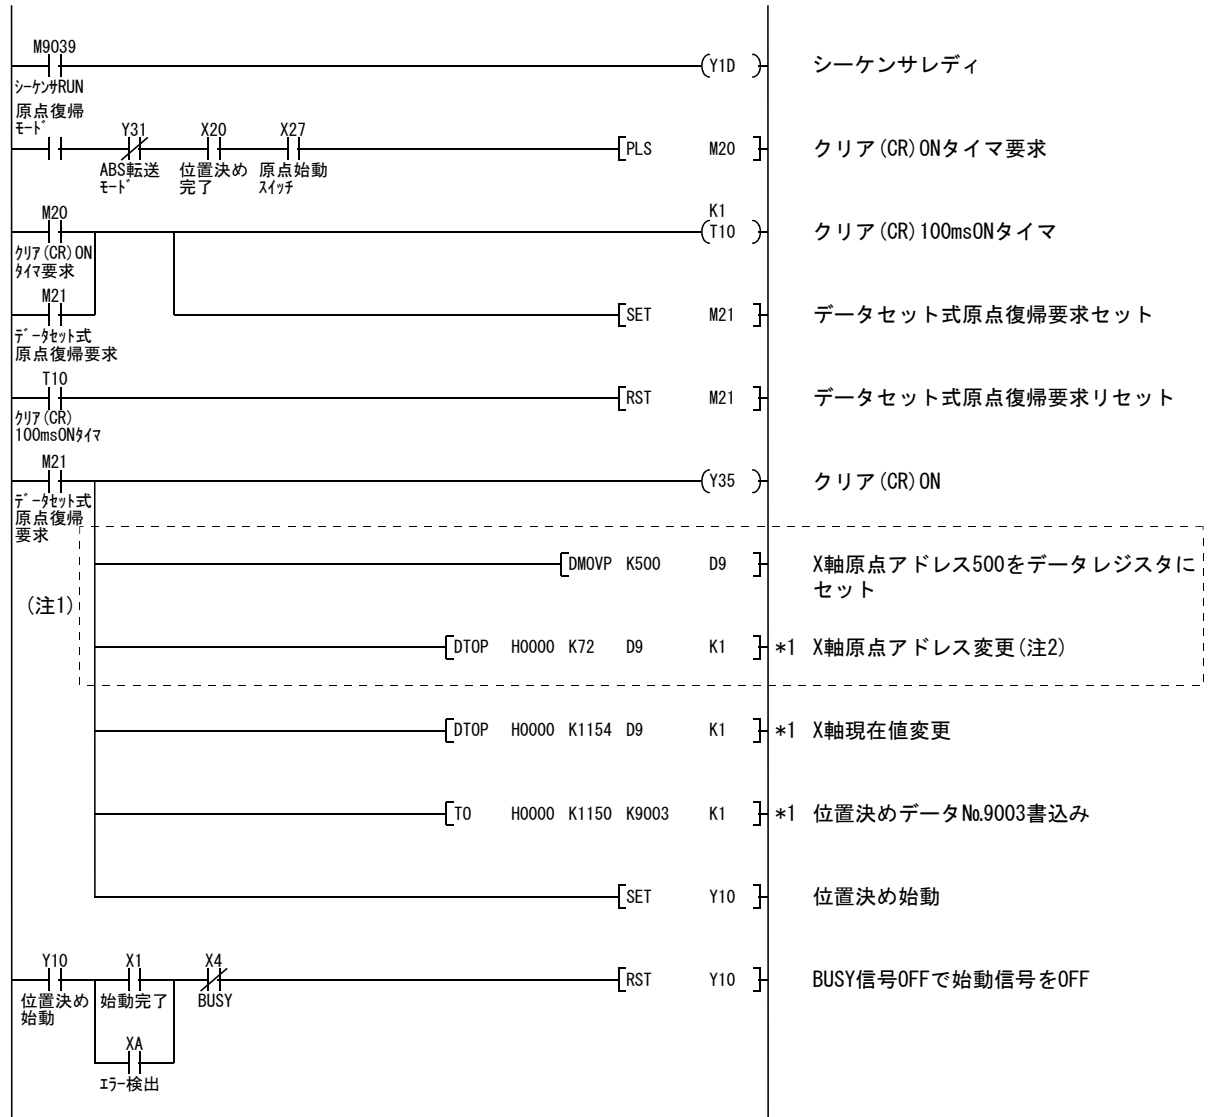 M9039
Y1D シーケンサレディ
ｼｰｹﾝｻRUN
原点復帰
ﾓｰﾄﾞ Y31 X20 X27
PLS M20 クリア(CR)ONタイマ要求
ABS転送 位置決め 原点始動
ﾓｰﾄﾞ 完了 ｽｲｯﾁ
M20 K1
T10 クリア(CR)100msONタイマ
ｸﾘｱ(CR)ON
ﾀｲﾏ要求
M21
SET M21 データセット式原点復帰要求セット
ﾃﾞｰﾀｾｯﾄ式
原点復帰要求
T10
RST M21 データセット式原点復帰要求リセット
ｸﾘｱ(CR)
100msONﾀｲﾏ
M21
Y35 クリア(CR)ON
ﾃﾞｰﾀｾｯﾄ式
原点復帰
要求
DMOVP K500 D9 X軸原点アドレス500をデータレジスタに
セット
(注1)
DTOP H0000 K72 D9 K1 *1 X軸原点アドレス変更(注2)
DTOP H0000 K1154 D9 K1 *1 X軸現在値変更
TO H0000 K1150 K9003 K1 *1 位置決めデータ№9003書込み
SET Y10 位置決め始動
Y10 X1 X4
RST Y10 BUSY信号OFFで始動信号をOFF
位置決め 始動完了 BUSY
始動
XA
ｴﾗｰ検出